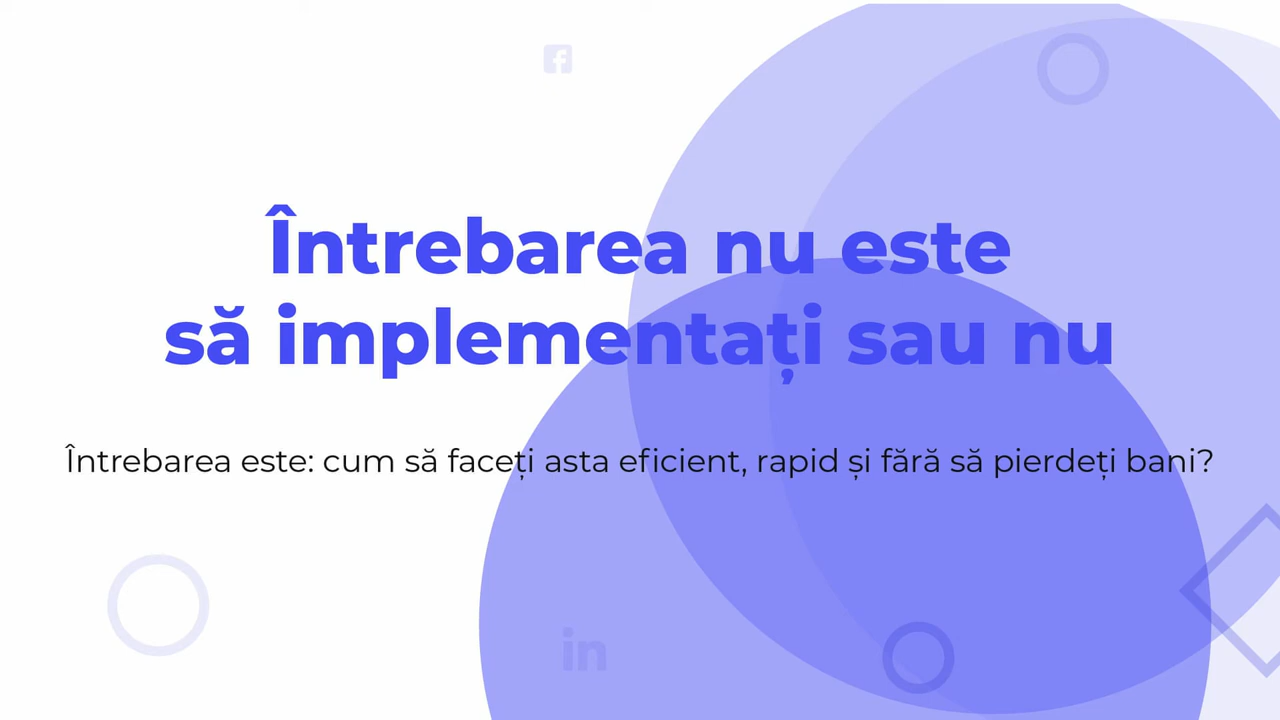 Întrebarea nu este
să implementați sau nu
Întrebarea este: cum să faceți asta eficient, rapid și fără să pierdeți bani?
in